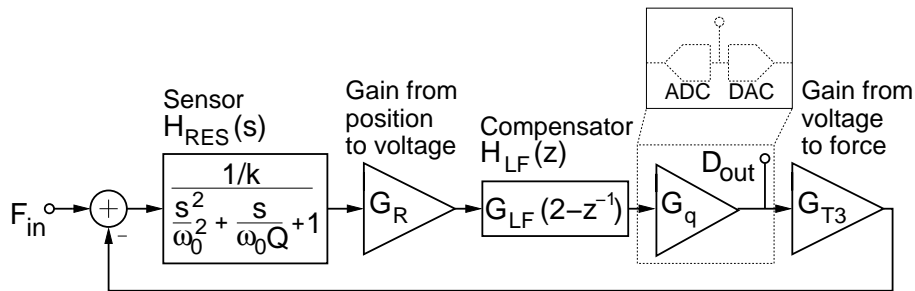 ADC DAC
Sensor
H_RES(s)
Gain from
position
to voltage
Compensator
H_LF(z)
Gain from
voltage
to force
F_in
+
-
1/k
s^2/ω_0^2 + s/(ω_0Q) +1
G_R
G_LF (2-z^-1)
G_q
D_out
G_T3